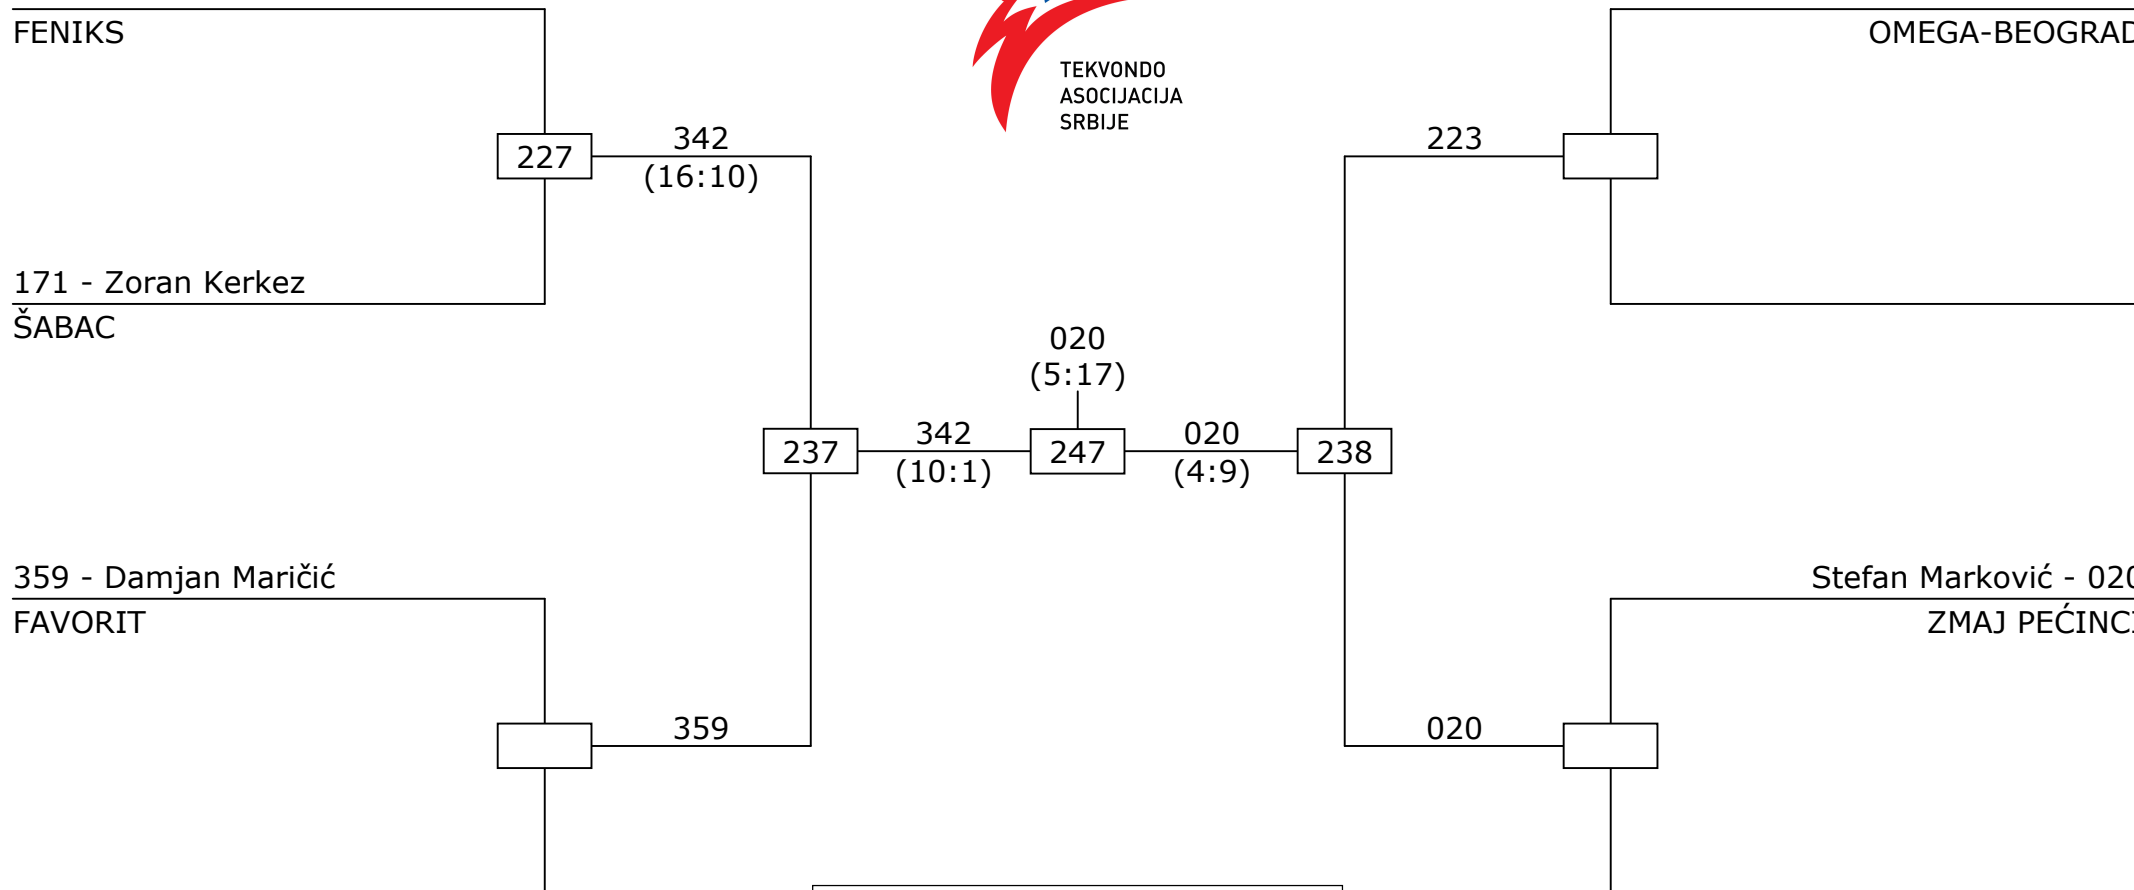 FENIKS
OMEGA-BEOGRAD
TEKVONDO
ASOCIJACIJA
SRBIJE
227
342
(16:10)
223
171 - Zoran Kerkez
ŠABAC
020
(5:17)
237
342
(10:1)
247
020
(4:9)
238
359 - Damjan Maričić
FAVORIT
Stefan Marković - 020
ZMAJ PEĆINCI
359
020